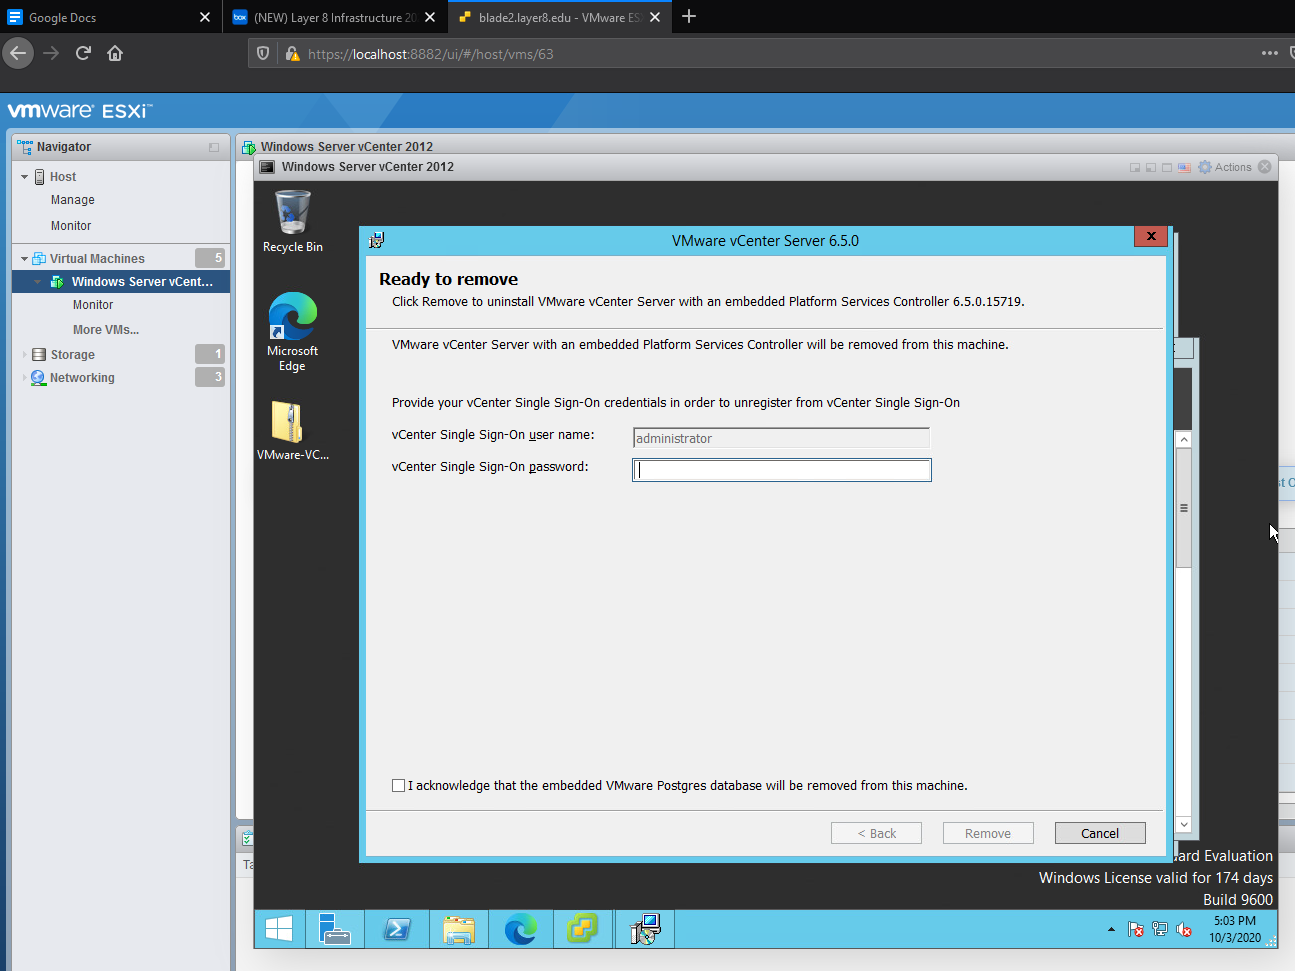 Google Docs
(NEW) Layer 8 Infrastructure 20
blade2.layer8.edu - VMware ES
https://localhost:8882/ui/#/host/vms/63
vmware ESXi™
Navigator
Host
Manage
Monitor
Virtual Machines 5
Windows Server vCent...
Monitor
More VMs...
Storage 1
Networking 3
Windows Server vCenter 2012
Windows Server vCenter 2012
Actions
Recycle Bin
Microsoft
Edge
VMware-VC...
VMware vCenter Server 6.5.0
Ready to remove
Click Remove to uninstall VMware vCenter Server with an embedded Platform Services Controller 6.5.0.15719.
VMware vCenter Server with an embedded Platform Services Controller will be removed from this machine.
Provide your vCenter Single Sign-On credentials in order to unregister from vCenter Single Sign-On
vCenter Single Sign-On user name:
administrator
vCenter Single Sign-On password:
I acknowledge that the embedded VMware Postgres database will be removed from this machine.
< Back
Remove
Cancel
Evaluation
Windows License valid for 174 days
Build 9600
5:03 PM
10/3/2020